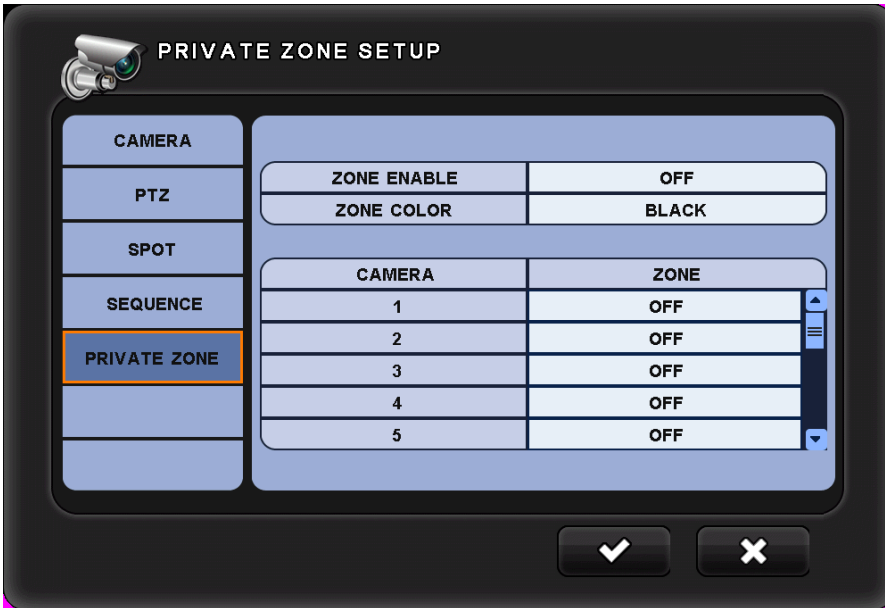 PRIVATE ZONE SETUP
CAMERA
PTZ
SPOT
SEQUENCE
PRIVATE ZONE
ZONE ENABLE OFF
ZONE COLOR BLACK
CAMERA ZONE
1 OFF
2 OFF
3 OFF
4 OFF
5 OFF